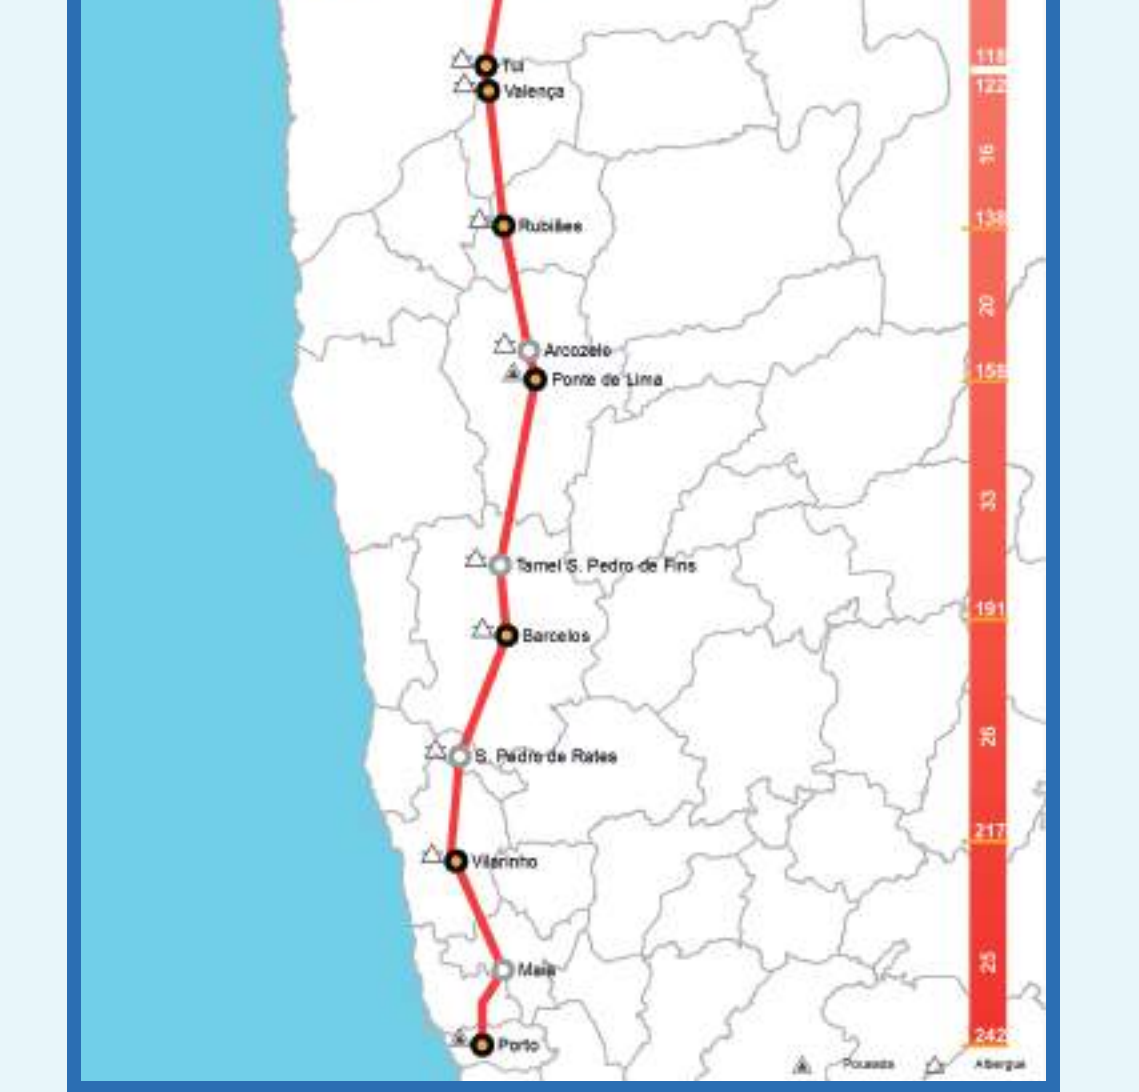 Tui
118
Valença
122
16
Rubiães
138
20
Arcozelo
Ponte de Lima
158
33
Tamel S. Pedro de Fins
191
Barcelos
26
S. Pedro de Rates
217
Vilarinho
25
Maia
242
Porto
Pousada
Albergue